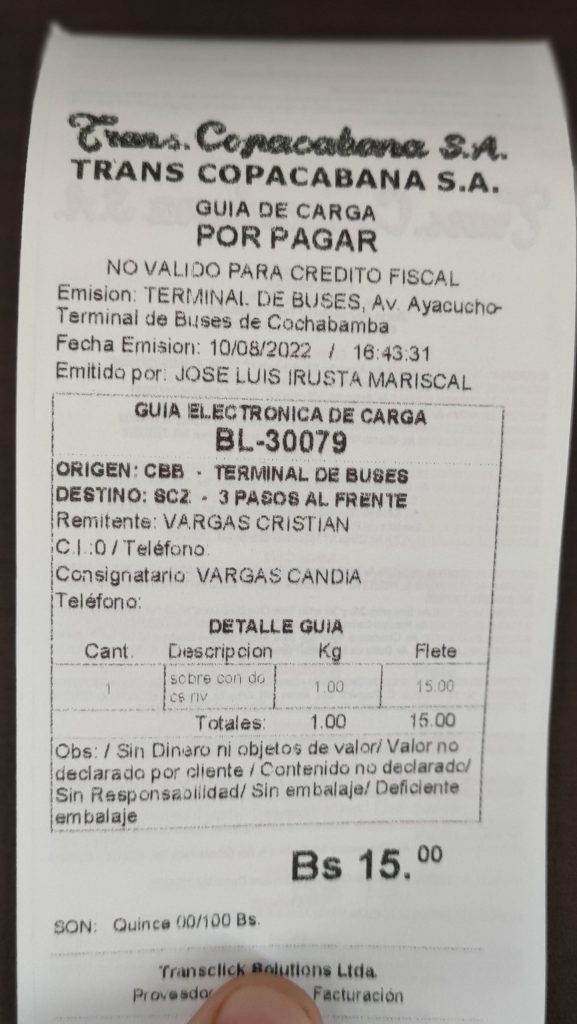 Trans. Copacabana S.A.
TRANS COPACABANA S.A.
GUIA DE CARGA
POR PAGAR
NO VALIDO PARA CREDITO FISCAL
Emision: TERMINAL DE BUSES, Av. Ayacucho-
Terminal de Buses de Cochabamba
Fecha Emision: 10/08/2022 / 16:43:31
Emitido por: JOSE LUIS IRUSTA MARISCAL
GUIA ELECTRONICA DE CARGA
BL-30079
ORIGEN: CBB - TERMINAL DE BUSES
DESTINO: SCZ - 3 PASOS AL FRENTE
Remitente: VARGAS CRISTIAN
C.I.:0 / Teléfono:
Consignatario: VARGAS CANDIA
Teléfono:
DETALLE GUIA
Cant. Descripcion Kg Flete
1 sobre con do 1.00 15.00
cs nv
Totales: 1.00 15.00
Obs: / Sin Dinero ni objetos de valor/ Valor no
declarado por cliente / Contenido no declarado/
Sin Responsabilidad/ Sin embalaje/ Deficiente
embalaje
Bs 15.00
SON: Quince 00/100 Bs.
Transclick Solutions Ltda.
Facturación